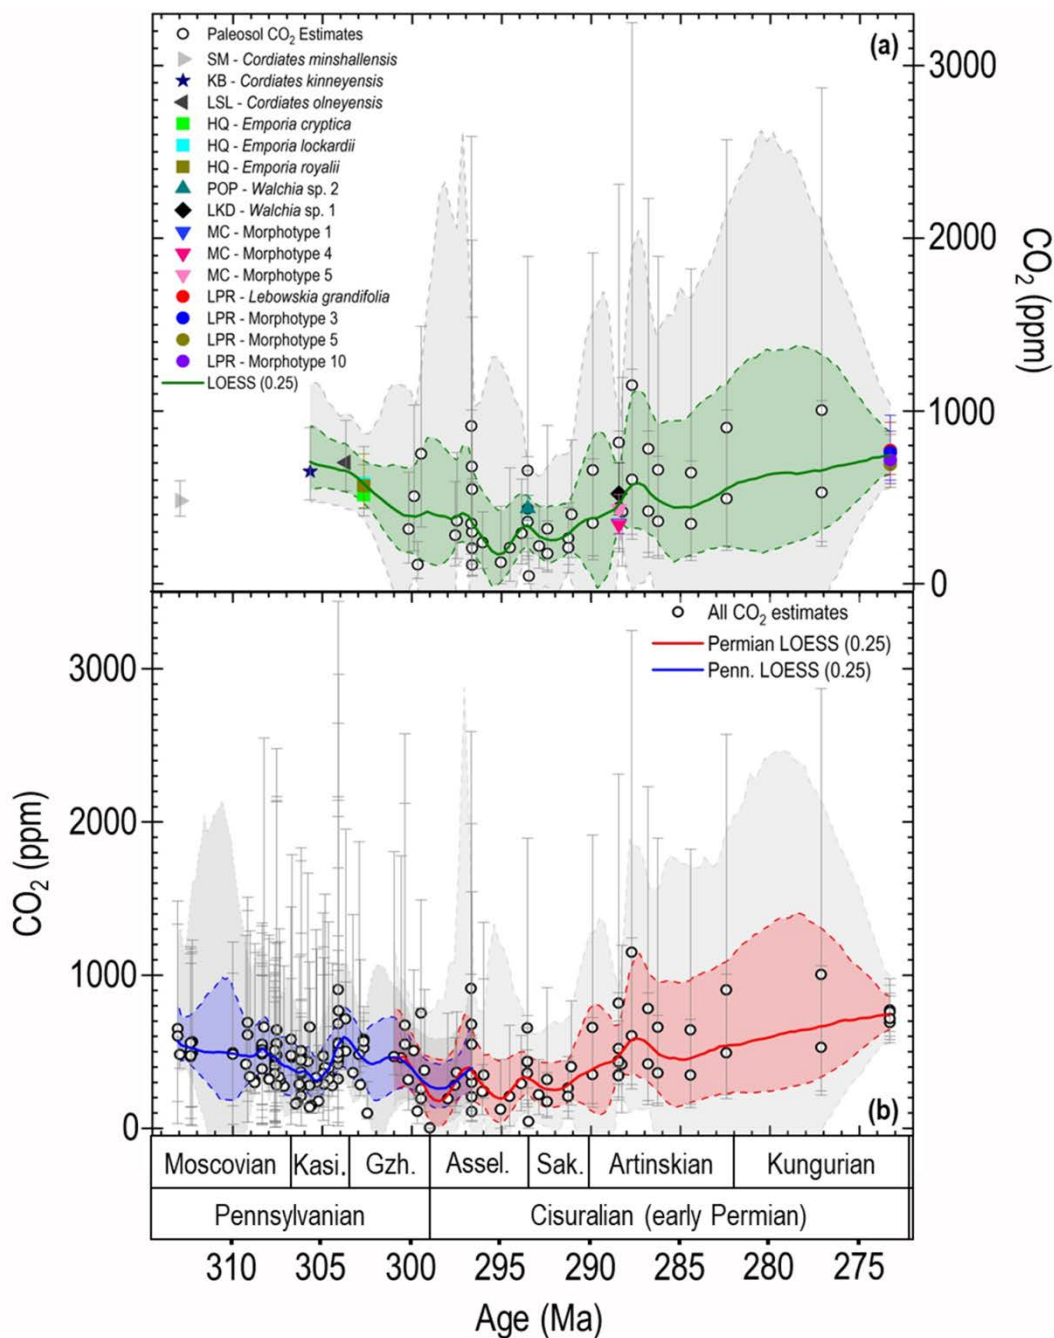 Paleosol CO2 Estimates
(a)
SM - Cordiates minshallensis
KB - Cordiates kinneyensis
LSL - Cordiates olneyensis
HQ - Emporia cryptica
HQ - Emporia lockardii
HQ - Emporia royalii
POP - Walchia sp. 2
LKD - Walchia sp. 1
MC - Morphotype 1
MC - Morphotype 4
MC - Morphotype 5
LPR - Lebowskia grandifolia
LPR - Morphotype 3
LPR - Morphotype 5
LPR - Morphotype 10
LOESS (0.25)
3000
2000
1000
0
CO2 (ppm)
All CO2 estimates
Permian LOESS (0.25)
Penn. LOESS (0.25)
3000
2000
1000
0
CO2 (ppm)
(b)
Moscovian Kasi. Gzh. Assel. Sak. Artinskian Kungurian
Pennsylvanian Cisuralian (early Permian)
310 305 300 295 290 285 280 275
Age (Ma)